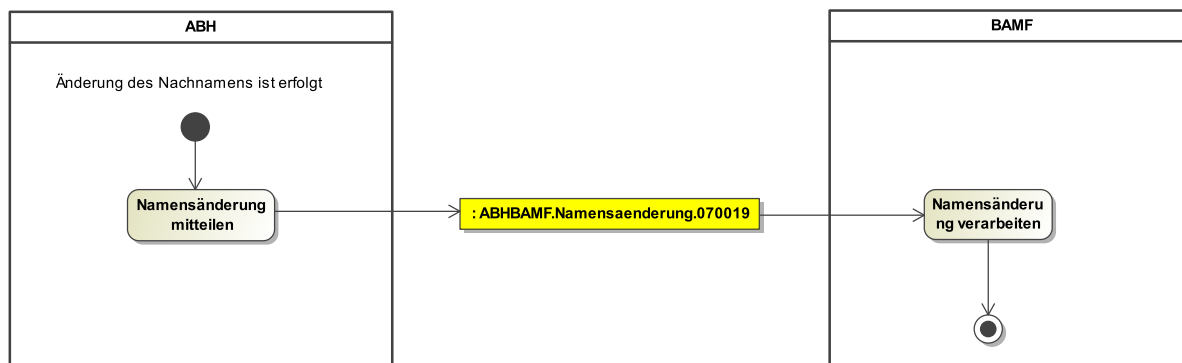 ABH
BAMF
Änderung des Nachnamens ist erfolgt
Namensänderung
mitteilen
: ABHBAMF.Namensaenderung.070019
Namensänderu
ng verarbeiten